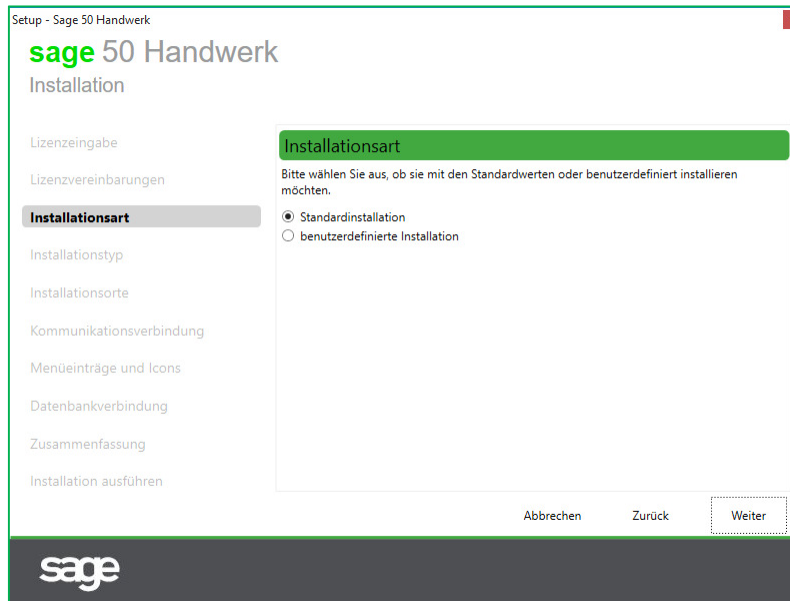 Setup - Sage 50 Handwerk
sage 50 Handwerk
Installation
Lizenzeingabe
Lizenzvereinbarungen
Installationsart
Installationstyp
Installationsorte
Kommunikationsverbindung
Menüeinträge und Icons
Datenbankverbindung
Zusammenfassung
Installation ausführen
Installationsart
Bitte wählen Sie aus, ob sie mit den Standardwerten oder benutzerdefiniert installieren
möchten.
Standardinstallation
benutzerdefinierte Installation
Abbrechen Zurück Weiter
sage